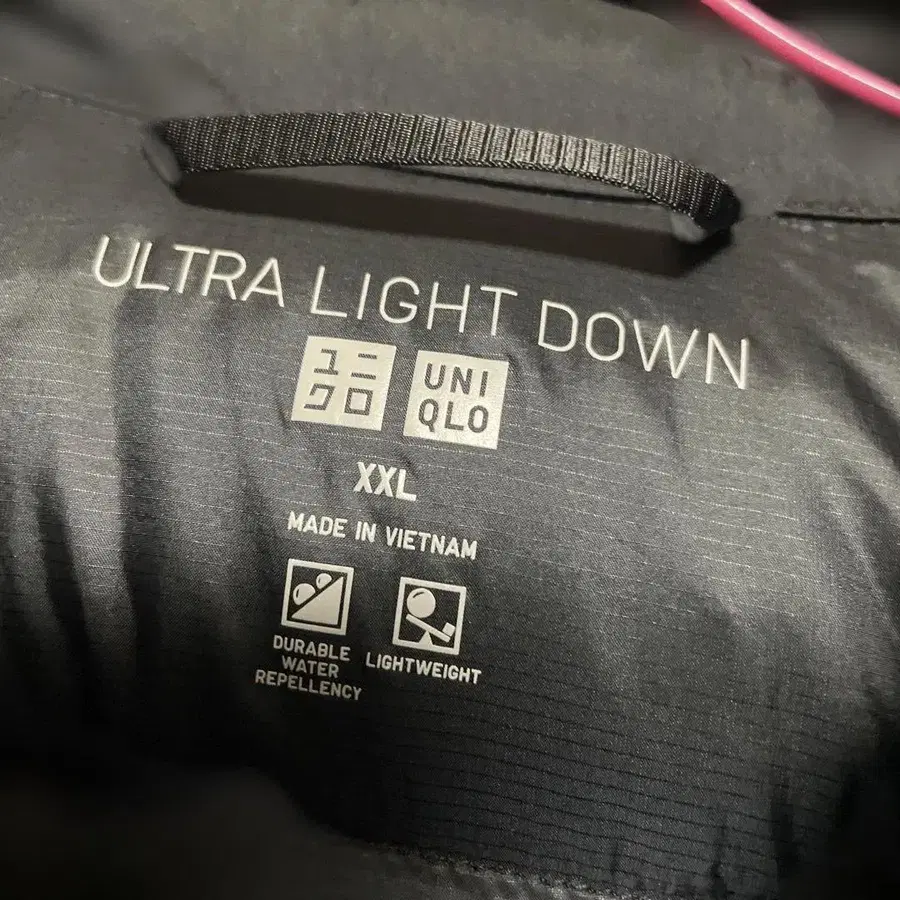 ULTRA LIGHT DOWN
ユニ UNI
クロ QLO
XXL
MADE IN VIETNAM
DURABLE
WATER
REPELLENCY
LIGHTWEIGHT